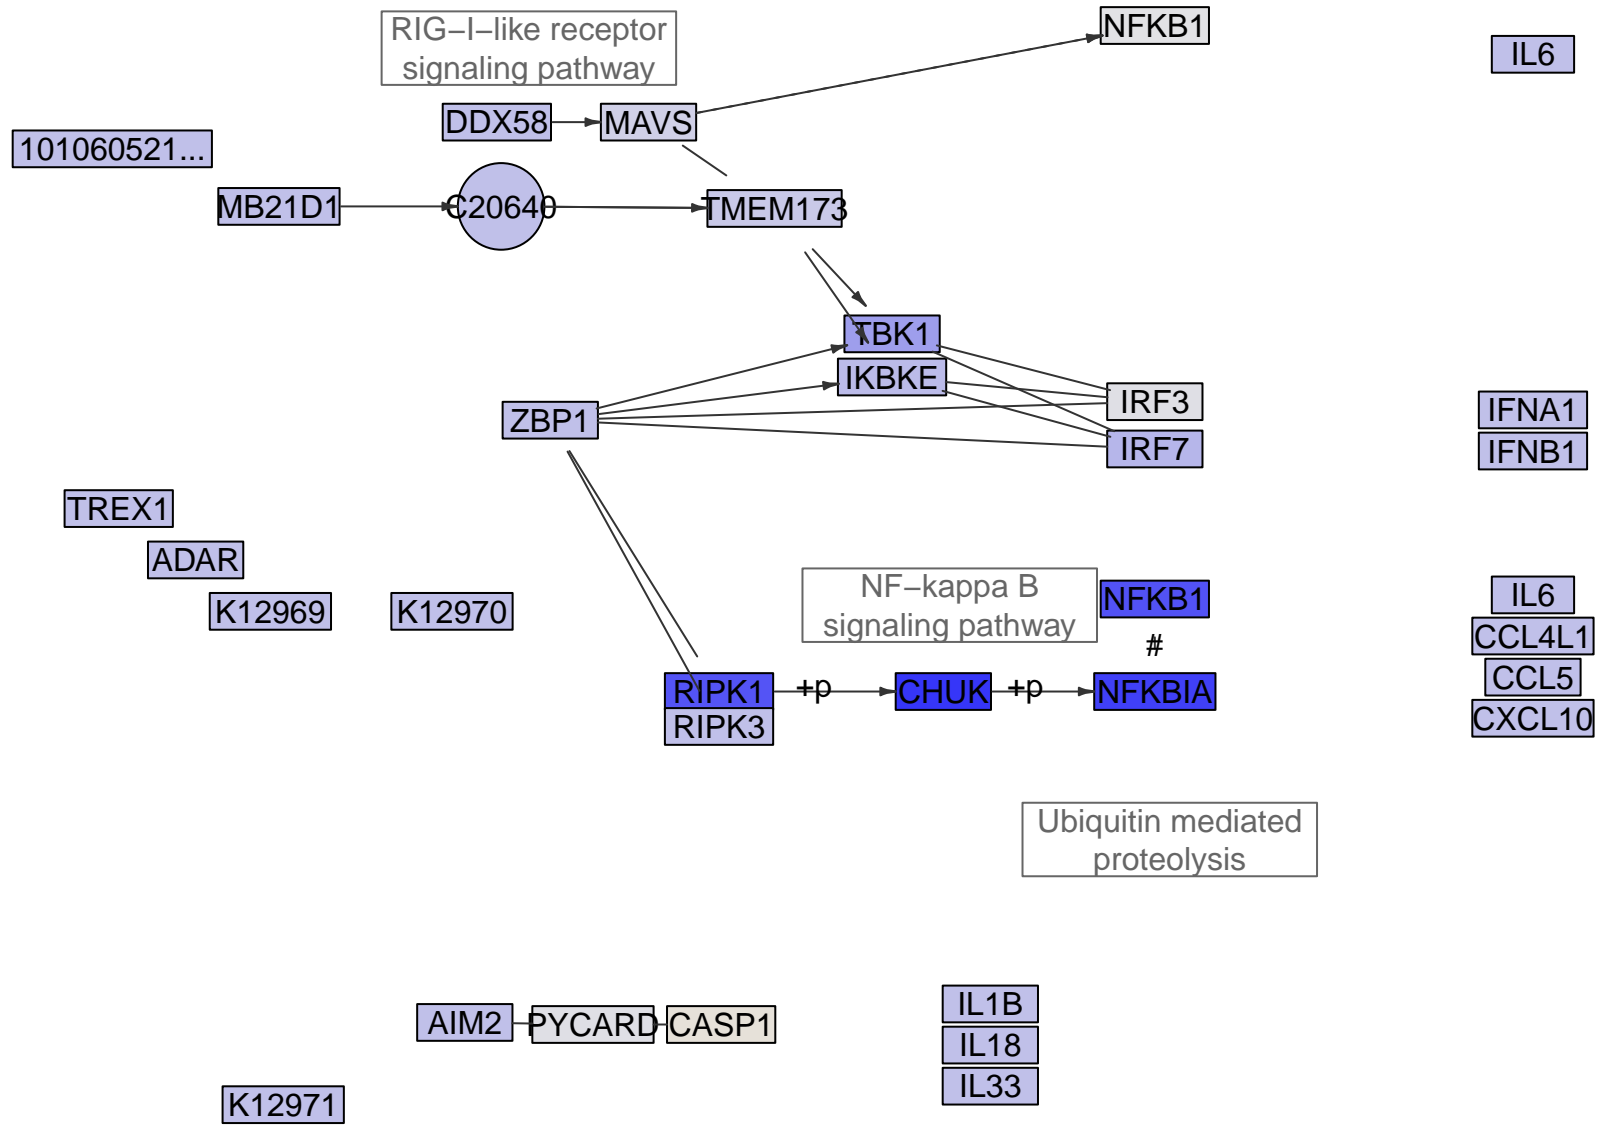 RIG−I−like receptor
signaling pathway
NFKB1
IL6
DDX58
MAVS
101060521...
MB21D1
C20640
TMEM173
TBK1
IKBKE
IRF3
ZBP1
IRF7
IFNA1
IFNB1
TREX1
ADAR
K12969
K12970
NF−kappa B
signaling pathway
NFKB1
#
IL6
CCL4L1
CCL5
CXCL10
RIPK1
+p
CHUK
+p
NFKBIA
RIPK3
Ubiquitin mediated
proteolysis
AIM2
PYCARD
CASP1
IL1B
IL18
IL33
K12971